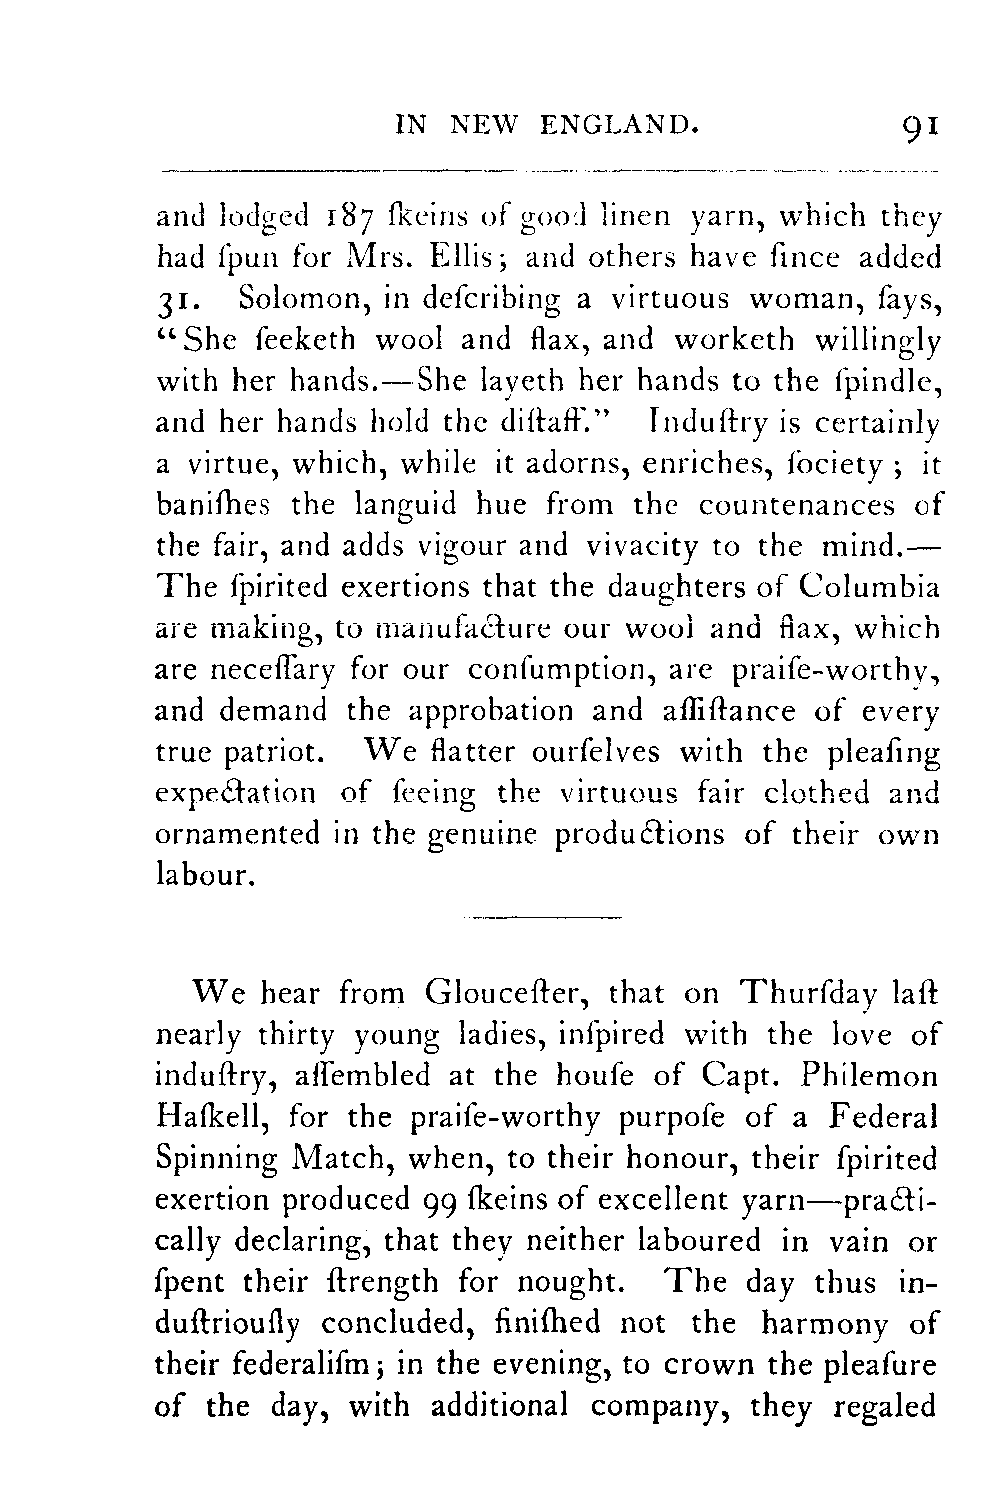 IN NEW ENGLAND. 91
and lodged 187 ſkeins of good linen yarn, which they
had ſpun for Mrs. Ellis; and others have ſince added
31. Solomon, in deſcribing a virtuous woman, ſays,
“She ſeeketh wool and flax, and worketh willingly
with her hands.—She layeth her hands to the ſpindle,
and her hands hold the diſtaff.” Induſtry is certainly
a virtue, which, while it adorns, enriches, ſociety; it
baniſhes the languid hue from the countenances of
the fair, and adds vigour and vivacity to the mind.—
The ſpirited exertions that the daughters of Columbia
are making, to manufacture our wool and flax, which
are neceſſary for our conſumption, are praiſe-worthy,
and demand the approbation and aſſiſtance of every
true patriot. We flatter ourſelves with the pleaſing
expectation of ſeeing the virtuous fair clothed and
ornamented in the genuine productions of their own
labour.
We hear from Glouceſter, that on Thurſday laſt
nearly thirty young ladies, inſpired with the love of
induſtry, aſſembled at the houſe of Capt. Philemon
Haſkell, for the praiſe-worthy purpoſe of a Federal
Spinning Match, when, to their honour, their ſpirited
exertion produced 99 ſkeins of excellent yarn—practi-
cally declaring, that they neither laboured in vain or
ſpent their ſtrength for nought. The day thus in-
duſtriouſly concluded, finiſhed not the harmony of
their federaliſm; in the evening, to crown the pleaſure
of the day, with additional company, they regaled